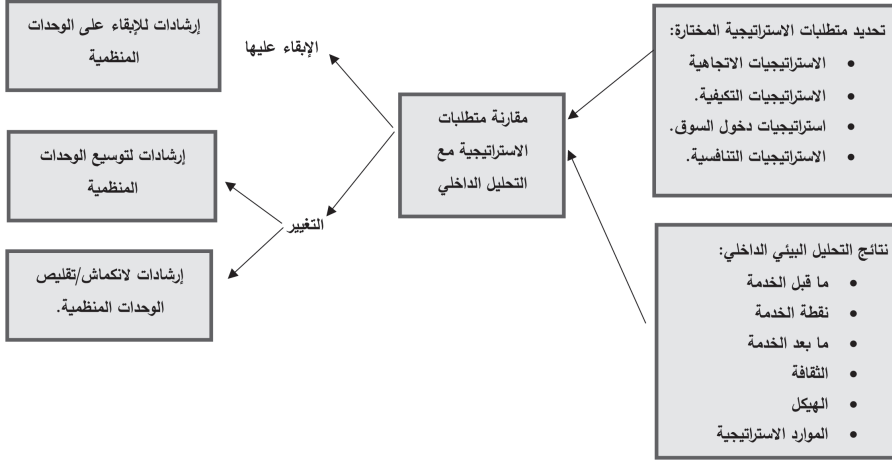 تحديد متطلبات الاستراتيجية المختارة:
• الاستراتيجيات الاتجاهية
• الاستراتيجيات التكيفية.
• استراتيجيات دخول السوق.
• الاستراتيجيات التنافسية.
نتائج التحليل البيئي الداخلي:
• ما قبل الخدمة
• نقطة الخدمة
• ما بعد الخدمة
• الثقافة
• الهيكل
• الموارد الاستراتيجية
مقارنة متطلبات
الاستراتيجية مع
التحليل الداخلي
الإبقاء عليها
التغيير
إرشادات للإبقاء على الوحدات
المنظمية
إرشادات لتوسيع الوحدات
المنظمية
إرشادات لانكماش/تقليص
الوحدات المنظمية.